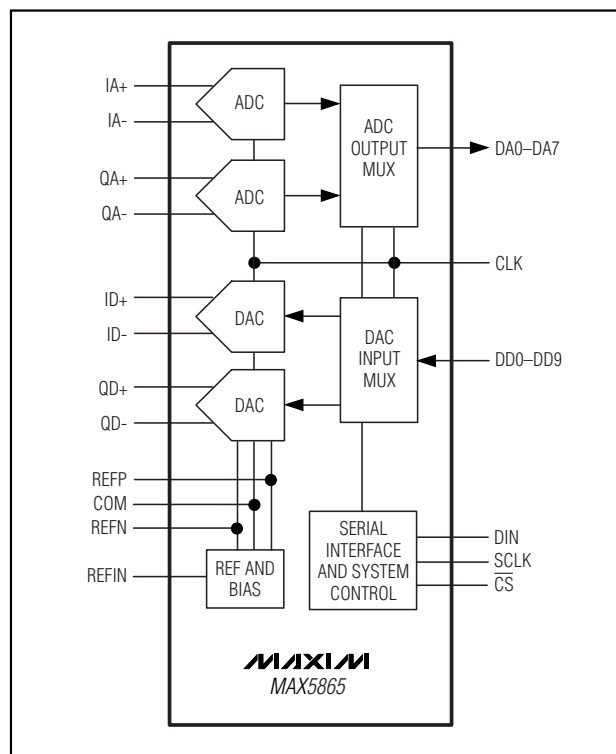 IA+
IA-
ADC
QA+
QA-
ADC
ADC
OUTPUT
MUX
DA0–DA7
CLK
ID+
ID-
DAC
QD+
QD-
DAC
DAC
INPUT
MUX
DD0–DD9
REFP
COM
REFN
REFIN
REF AND
BIAS
SERIAL
INTERFACE
AND SYSTEM
CONTROL
DIN
SCLK
CS
MAXIM
MAX5865